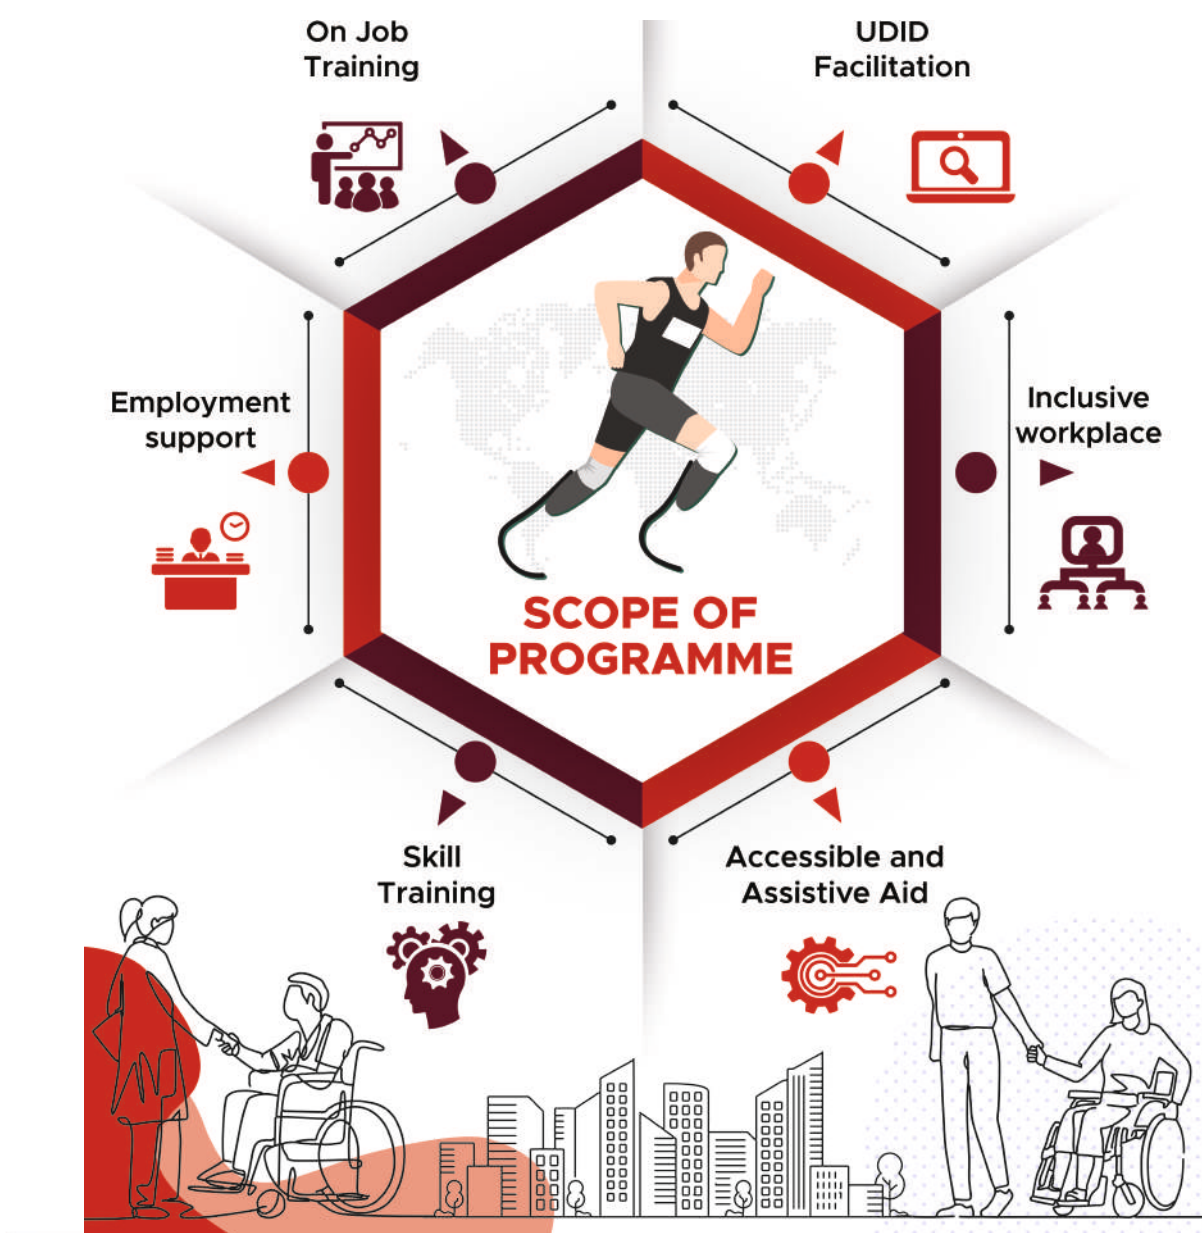 On Job
Training
UDID
Facilitation
Employment
support
Inclusive
workplace
SCOPE OF
PROGRAMME
Skill
Training
Accessible and
Assistive Aid